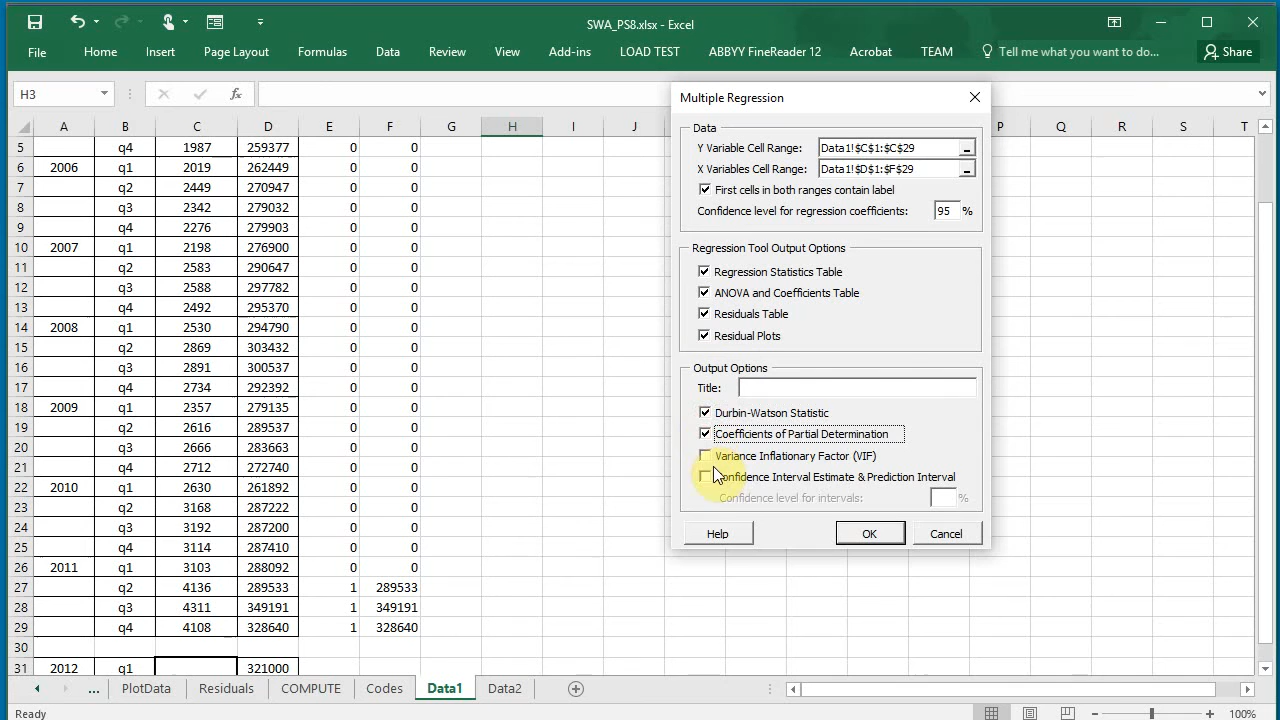 SWA_PS8.xlsx - Excel
File Home Insert Page Layout Formulas Data Review View Add-ins LOAD TEST ABBYY FineReader 12 Acrobat TEAM Tell me what you want to do... Share
H3 fx
A B C D E F G H I J P Q R S T
5 q4 1987 259377 0 0
6 2006 q1 2019 262449 0 0
7 q2 2449 270947 0 0
8 q3 2342 279032 0 0
9 q4 2276 279903 0 0
10 2007 q1 2198 276900 0 0
11 q2 2583 290647 0 0
12 q3 2588 297782 0 0
13 q4 2492 295370 0 0
14 2008 q1 2530 294790 0 0
15 q2 2869 303432 0 0
16 q3 2891 300537 0 0
17 q4 2734 292392 0 0
18 2009 q1 2357 279135 0 0
19 q2 2616 289537 0 0
20 q3 2666 283663 0 0
21 q4 2712 272740 0 0
22 2010 q1 2630 261892 0 0
23 q2 3168 287222 0 0
24 q3 3192 287200 0 0
25 q4 3114 287410 0 0
26 2011 q1 3103 288092 0 0
27 q2 4136 289533 1 289533
28 q3 4311 349191 1 349191
29 q4 4108 328640 1 328640
30
31 2012 q1 321000
Multiple Regression
Data
Y Variable Cell Range: Data1!$C$1:$C$29
X Variables Cell Range: Data1!$D$1:$F$29
First cells in both ranges contain label
Confidence level for regression coefficients: 95 %
Regression Tool Output Options
Regression Statistics Table
ANOVA and Coefficients Table
Residuals Table
Residual Plots
Output Options
Title:
Durbin-Watson Statistic
Coefficients of Partial Determination
Variance Inflationary Factor (VIF)
Confidence Interval Estimate & Prediction Interval
Confidence level for intervals: %
Help OK Cancel
... PlotData Residuals COMPUTE Codes Data1 Data2
Ready 100%